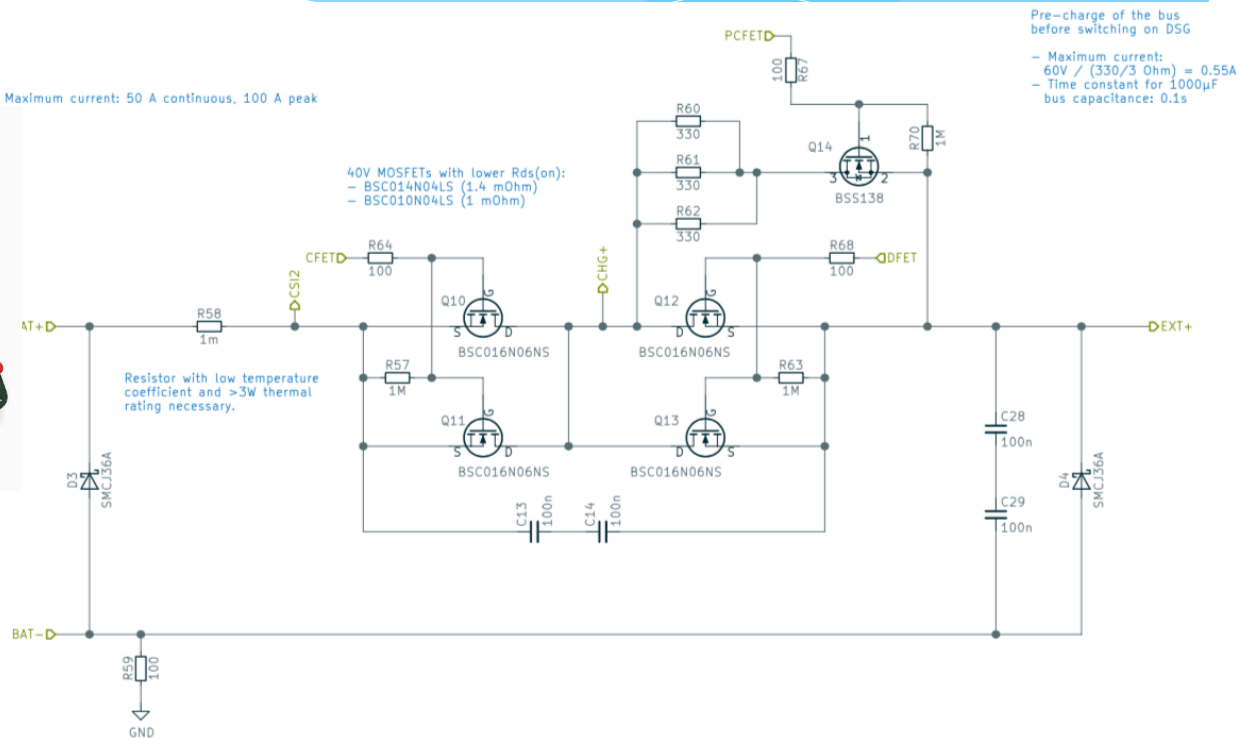 Pre-charge of the bus
before switching on DSG
- Maximum current:
60V / (330/3 Ohm) = 0.55A
- Time constant for 1000µF
bus capacitance: 0.1s
PCFET
100
R67
Maximum current: 50 A continuous, 100 A peak
R60
330
R70
1M
Q14
1
R61
330
3
2
BSS138
40V MOSFETs with lower Rds(on):
- BSC014N04LS (1.4 mOhm)
- BSC010N04LS (1 mOhm)
R62
330
CFET
R64
100
CHG+
R68
100
DFET
CSI2
G
Q10
G
Q12
AT+
R58
1m
S
D
BSC016N06NS
D
S
BSC016N06NS
EXT+
Resistor with low temperature
coefficient and >3W thermal
rating necessary.
R57
1M
R63
1M
G
Q11
G
Q13
S
D
BSC016N06NS
D
S
BSC016N06NS
C28
100n
D3
SMCJ36A
D4
SMCJ36A
C13
100n
C14
100n
C29
100n
BAT-
R59
100
GND